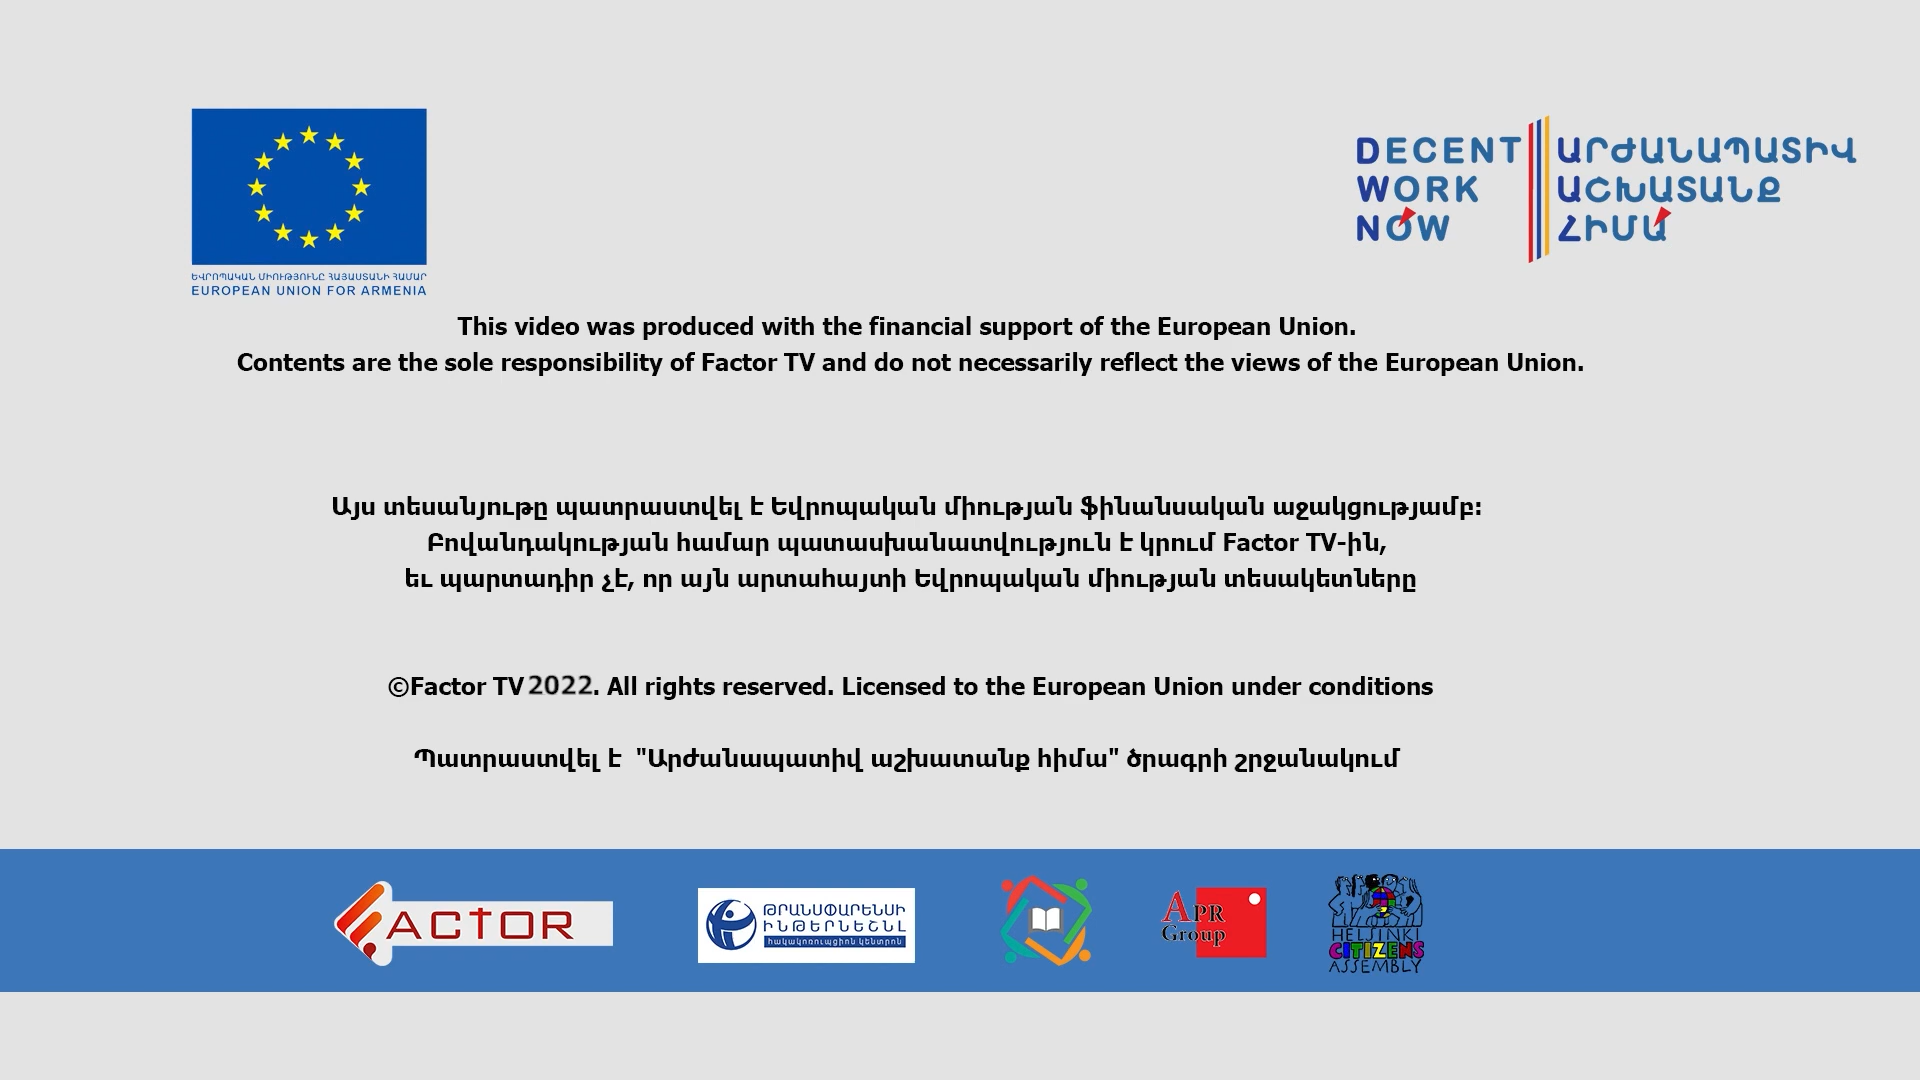 ԵՎՐՈՊԱԿԱՆ ՄԻՈՒԹՅՈՒՆԸ ՀԱՅԱՍՏԱՆԻ ՀԱՄԱՐ
EUROPEAN UNION FOR ARMENIA
DECENT
WORK
NOW
ԱՐԺԱՆԱՊԱՏԻՎ
ԱՇԽԱՏԱՆՔ
ՀԻՄԱ
This video was produced with the financial support of the European Union.
Contents are the sole responsibility of Factor TV and do not necessarily reflect the views of the European Union.
Այս տեսանյութը պատրաստվել է Եվրոպական միության ֆինանսական աջակցությամբ:
Բովանդակության համար պատասխանատվություն է կրում Factor TV-ին,
եւ պարտադիր չէ, որ այն արտահայտի Եվրոպական միության տեսակետները
©Factor TV 2022. All rights reserved. Licensed to the European Union under conditions
Պատրաստվել է "Արժանապատիվ աշխատանք հիմա" ծրագրի շրջանակում
FACTOR
ԹՐԱՆՍՓԱՐԵՆՍԻ
ԻՆԹԵՐՆԵՇՆԼ
հակակոռուպցիոն կենտրոն
APR
Group
HELSINKI
CITIZENS
ASSEMBLY